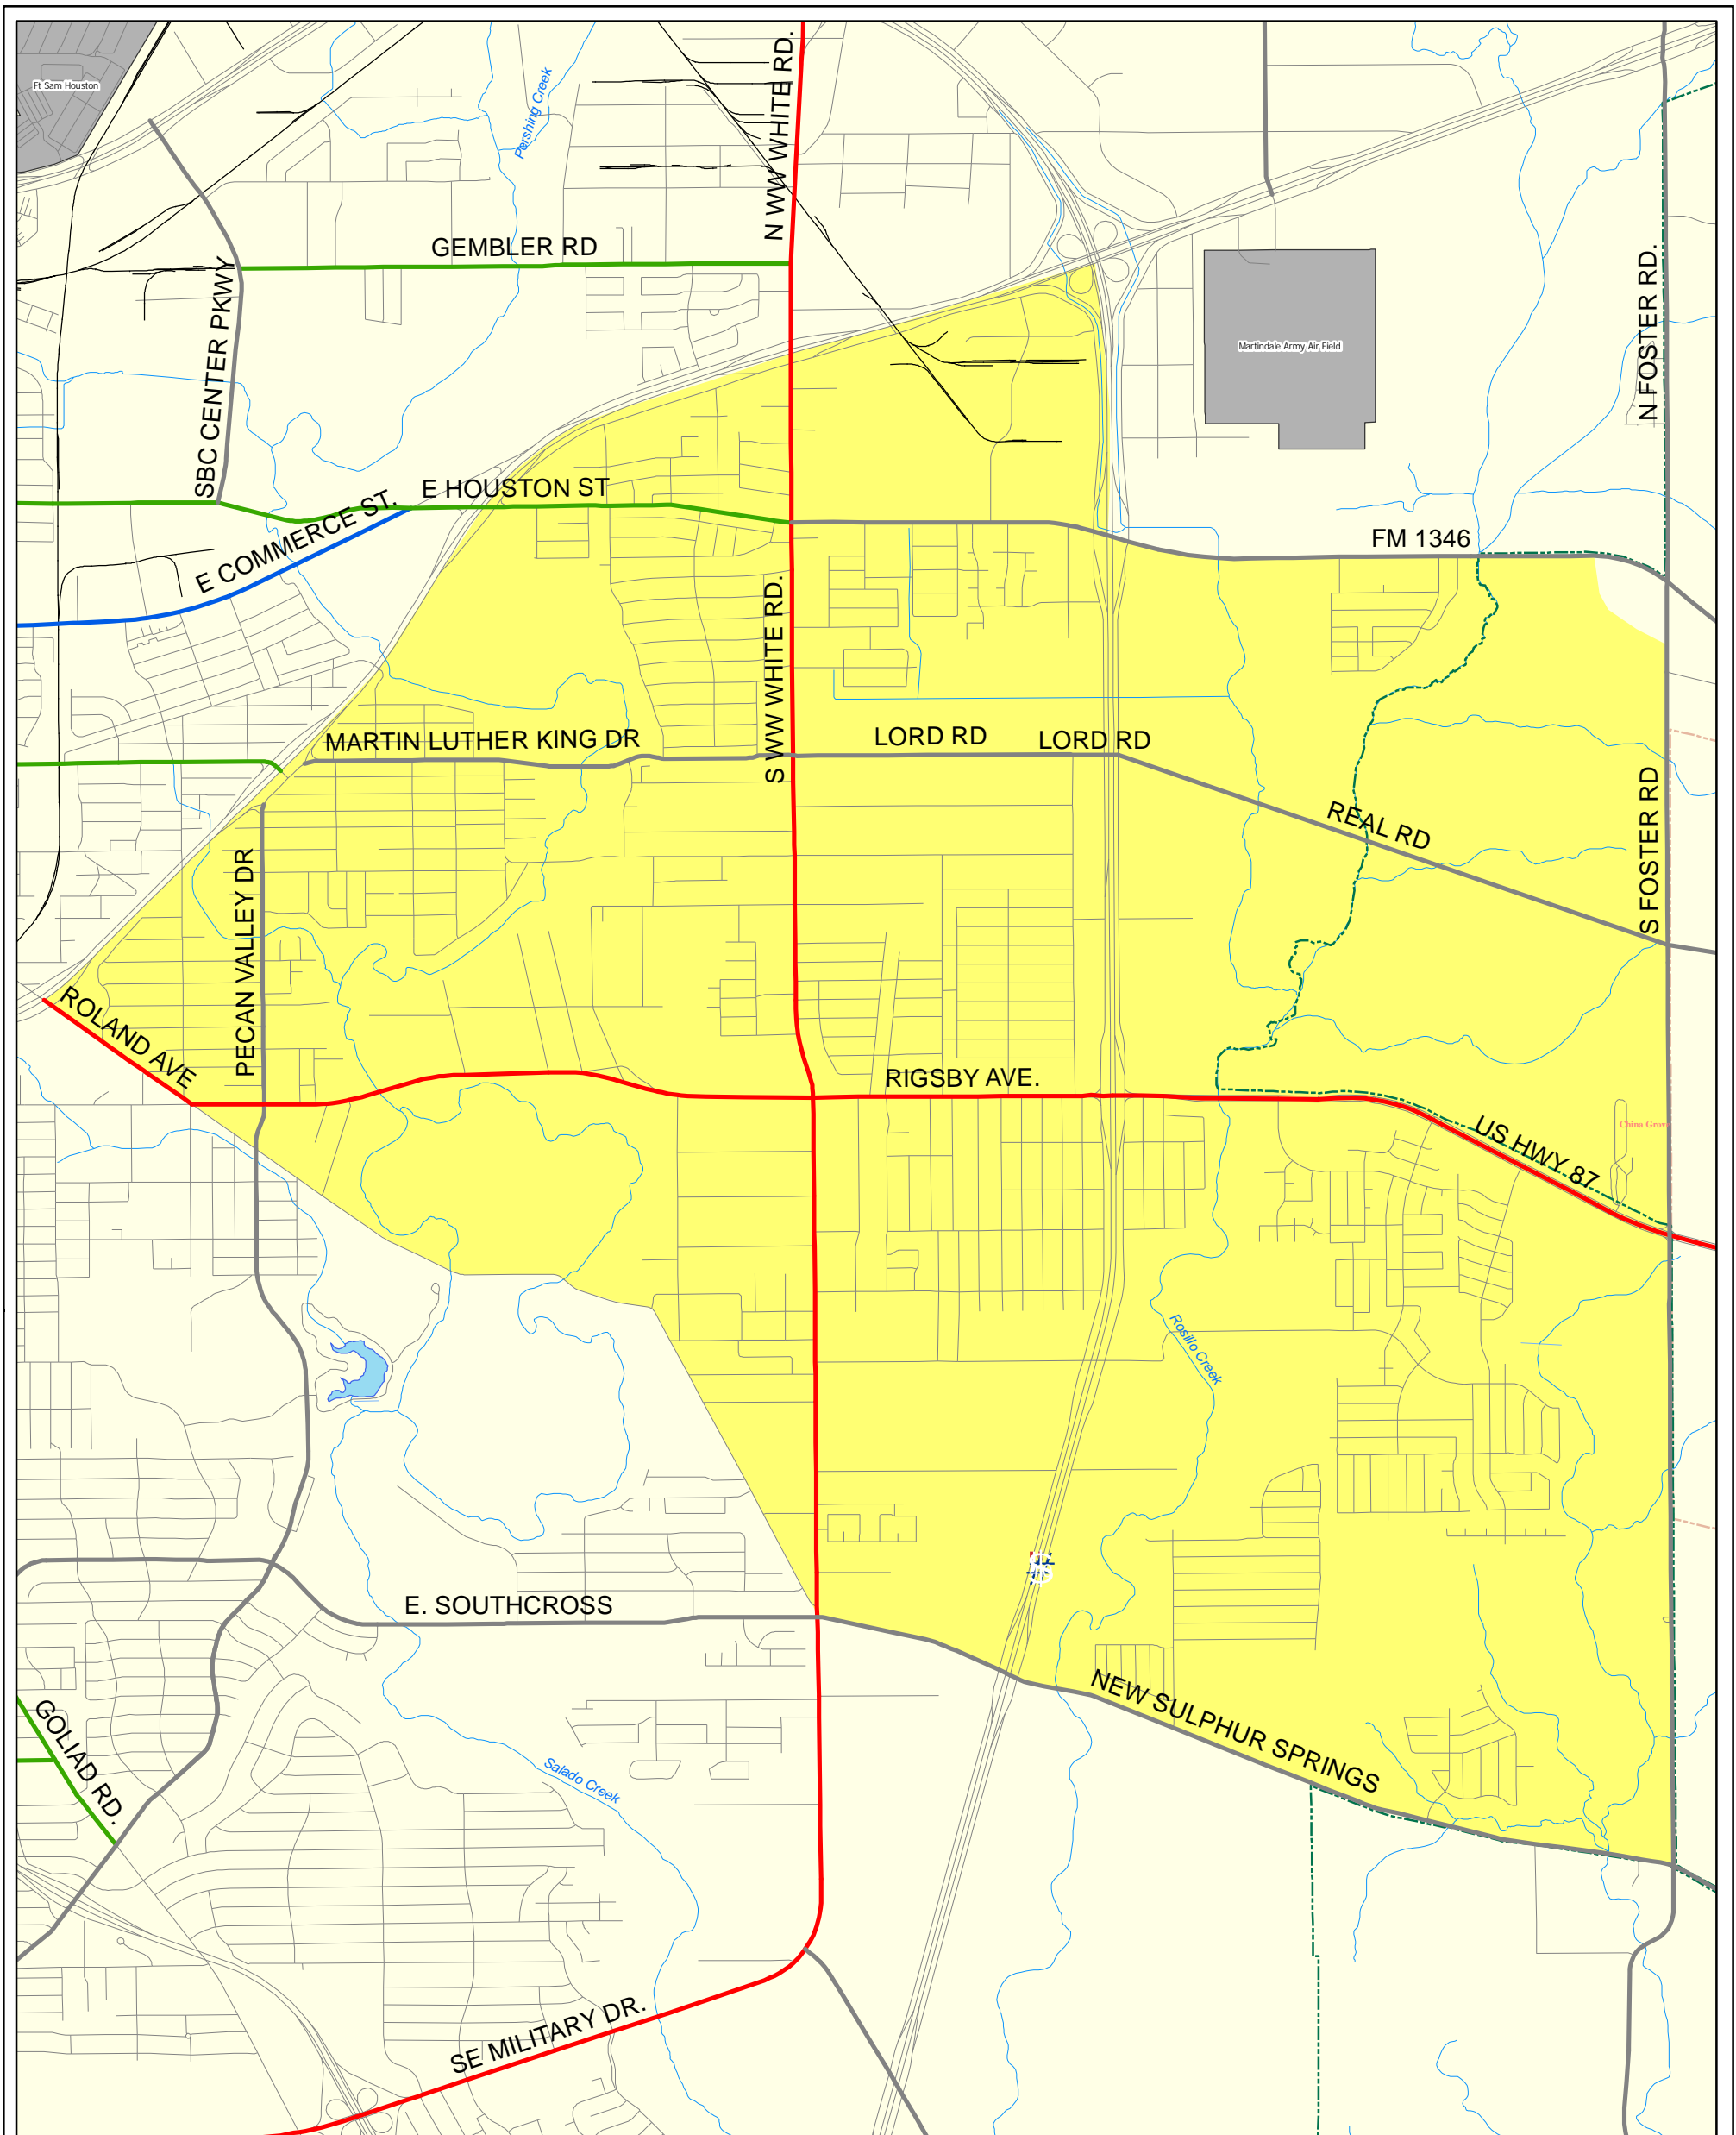 Ft Sam Houston
Pershing Creek
N WW WHITE RD.
GEMBLER RD
SBC CENTER PKWY
N FOSTER RD.
Martindale Army Air Field
E HOUSTON ST
E COMMERCE ST.
FM 1346
S WW WHITE RD.
MARTIN LUTHER KING DR
LORD RD
LORD RD
REAL RD
S FOSTER RD
PECAN VALLEY DR
ROLAND AVE
RIGSBY AVE.
US HWY 87
China Grov
Rosillo Creek
S
E. SOUTHCROSS
NEW SULPHUR SPRINGS
GOLIAD RD.
Salado Creek
SE MILITARY DR.